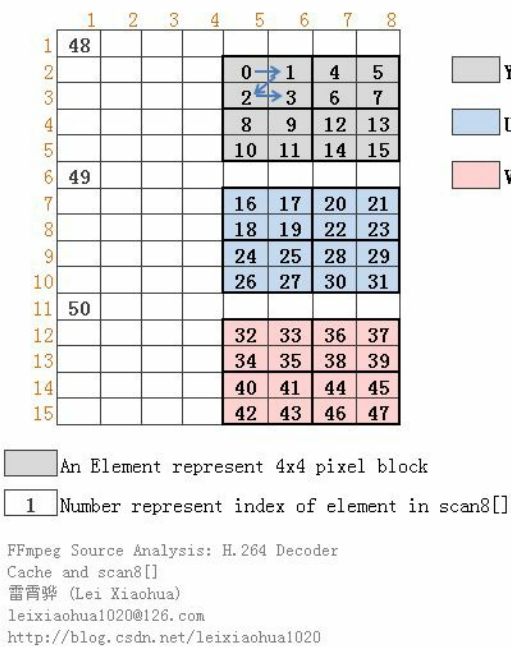 1 2 3 4 5 6 7 8
1 48
2 0 1 4 5 Y
3 2 3 6 7
4 8 9 12 13 U
5 10 11 14 15
6 49 V
7 16 17 20 21
8 18 19 22 23
9 24 25 28 29
10 26 27 30 31
11 50
12 32 33 36 37
13 34 35 38 39
14 40 41 44 45
15 42 43 46 47
An Element represent 4x4 pixel block
1 Number represent index of element in scan8[]
FFmpeg Source Analysis: H.264 Decoder
Cache and scan8[]
雷霄骅 (Lei Xiaohua)
leixiaohua1020@126.com
http://blog.csdn.net/leixiaohua1020